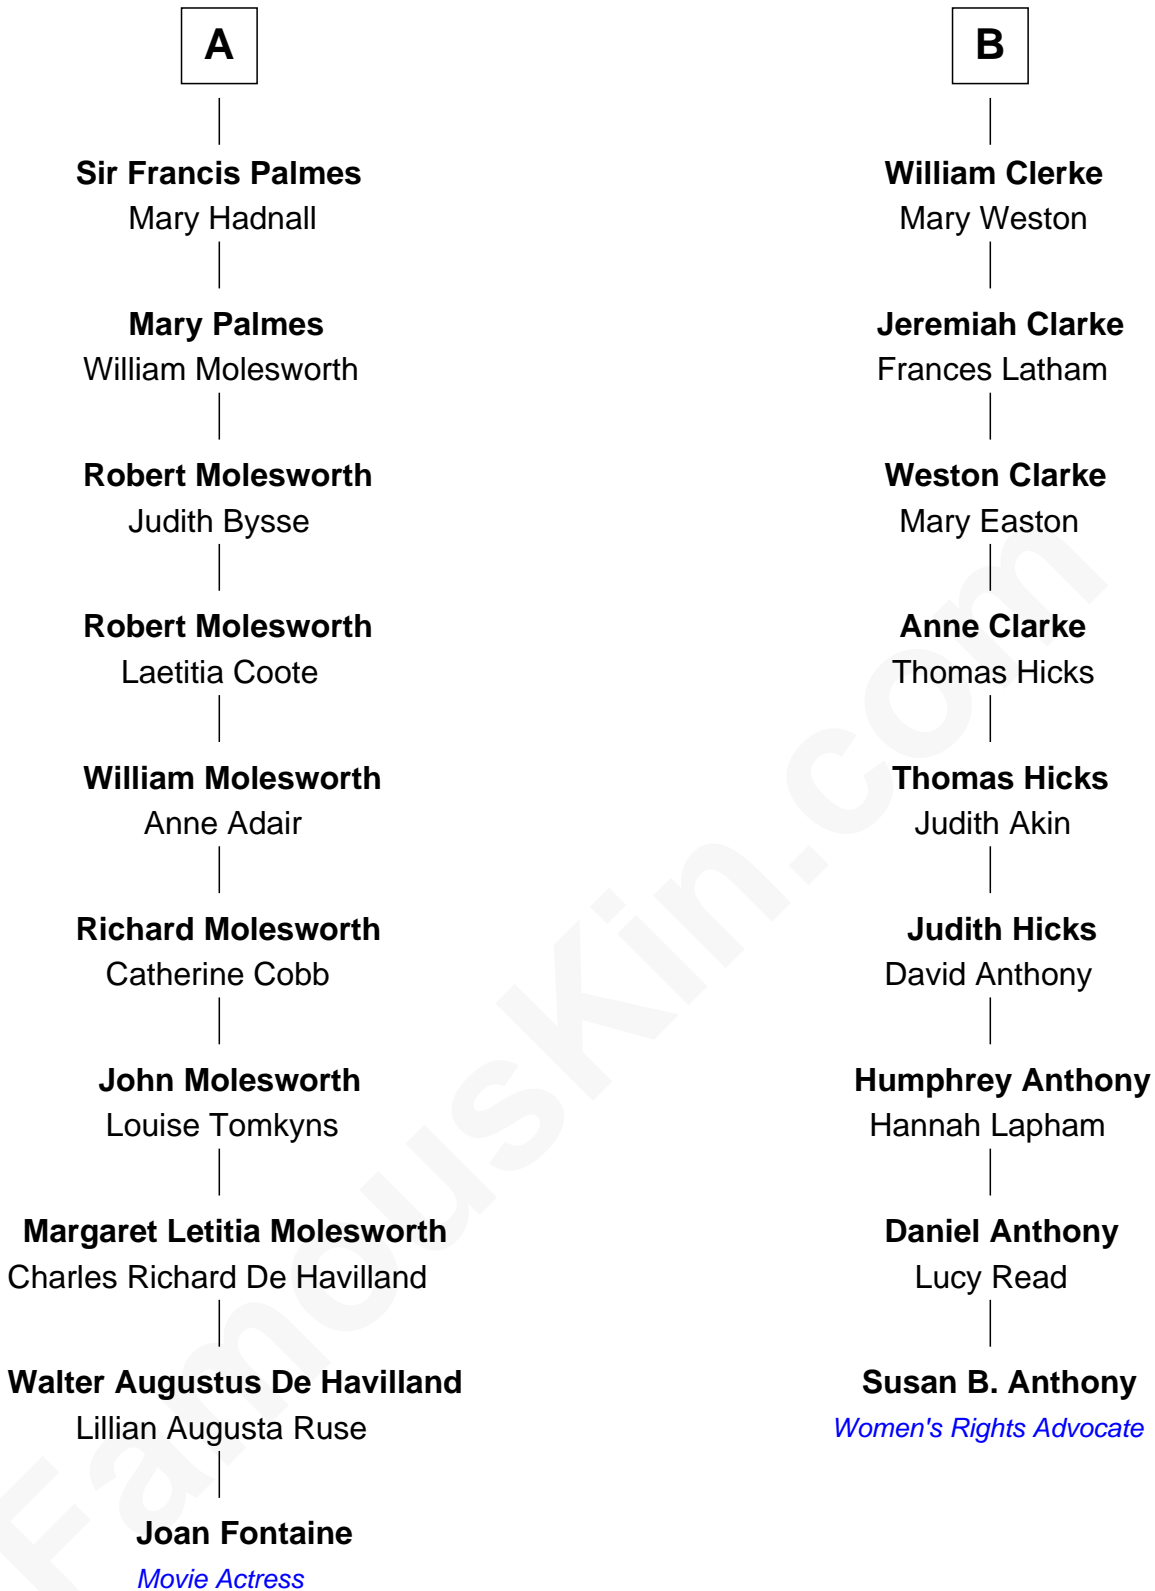 A
Sir Francis Palmes
Mary Hadnall
Mary Palmes
William Molesworth
Robert Molesworth
Judith Bysse
Robert Molesworth
Laetitia Coote
William Molesworth
Anne Adair
Richard Molesworth
Catherine Cobb
John Molesworth
Louise Tomkyns
Margaret Letitia Molesworth
Charles Richard De Havilland
Walter Augustus De Havilland
Lillian Augusta Ruse
Joan Fontaine
Movie Actress
B
William Clerke
Mary Weston
Jeremiah Clarke
Frances Latham
Weston Clarke
Mary Easton
Anne Clarke
Thomas Hicks
Thomas Hicks
Judith Akin
Judith Hicks
David Anthony
Humphrey Anthony
Hannah Lapham
Daniel Anthony
Lucy Read
Susan B. Anthony
Women's Rights Advocate
FamousKin.com